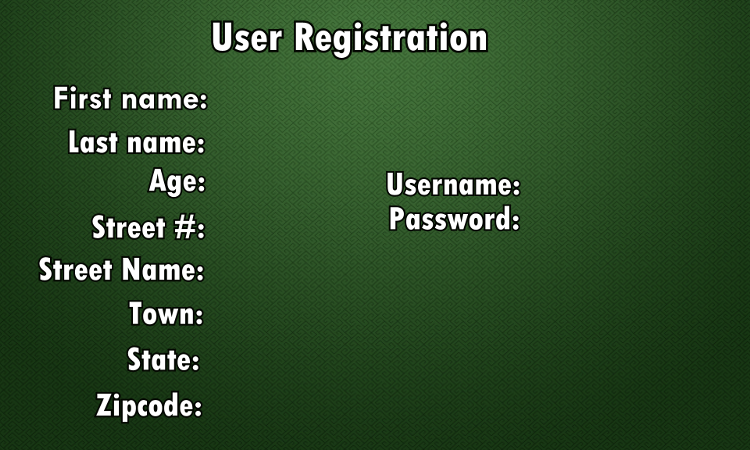 User Registration
First name:
Last name:
Age:
Street #:
Street Name:
Town:
State:
Zipcode:
Username:
Password: